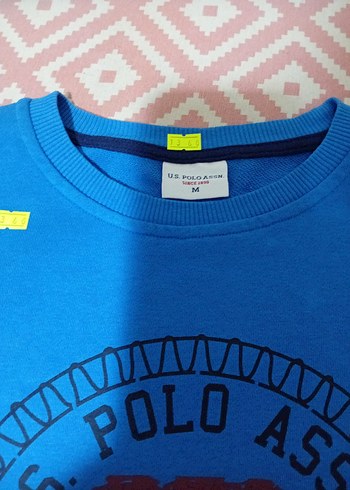 U.S. POLO ASSN.
SINCE 1890
M
S. POLO ASS